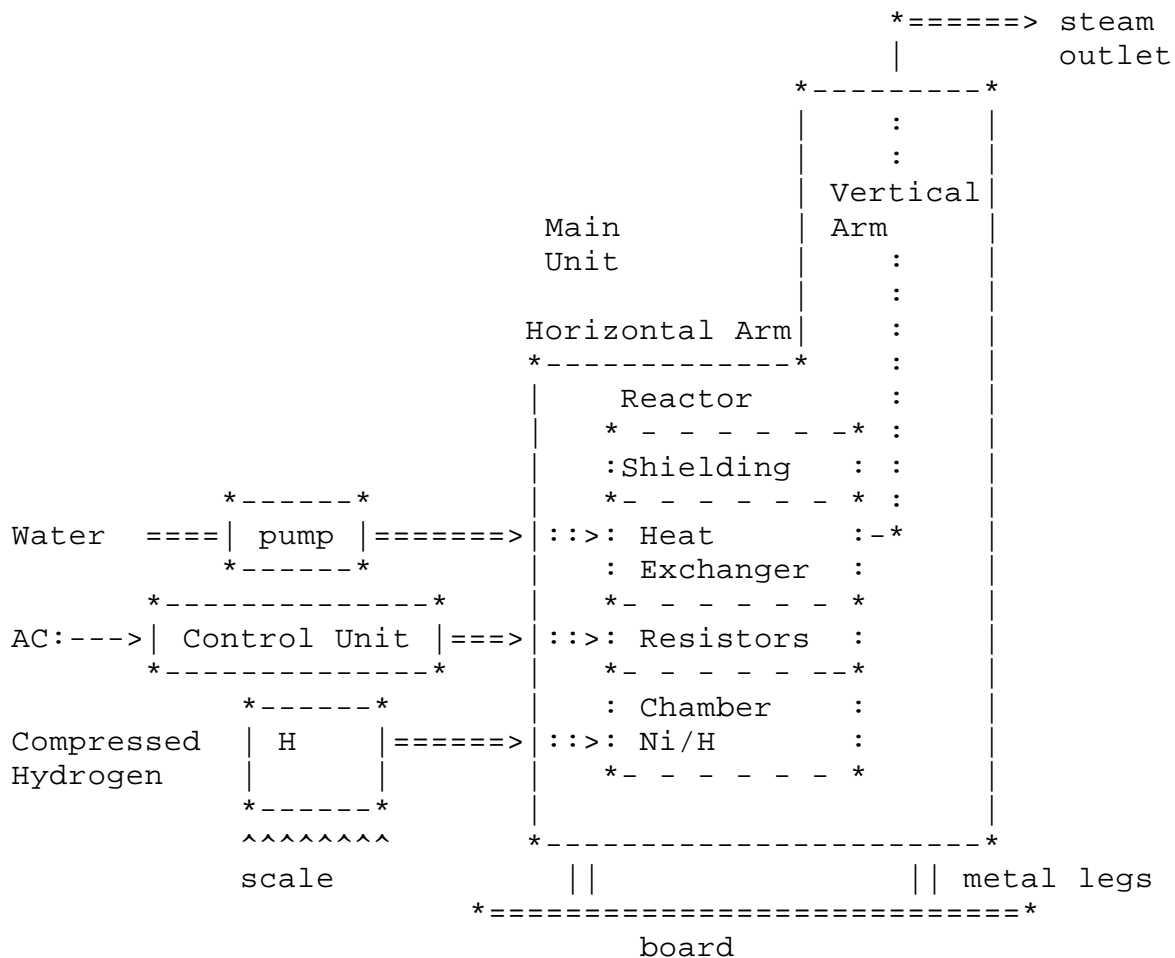 steam
outlet
Vertical
Main Arm
Unit
Horizontal Arm
Reactor
Shielding
Water pump Heat
Exchanger
AC: Control Unit Resistors
Chamber
Compressed H Ni/H
Hydrogen
scale metal legs
board